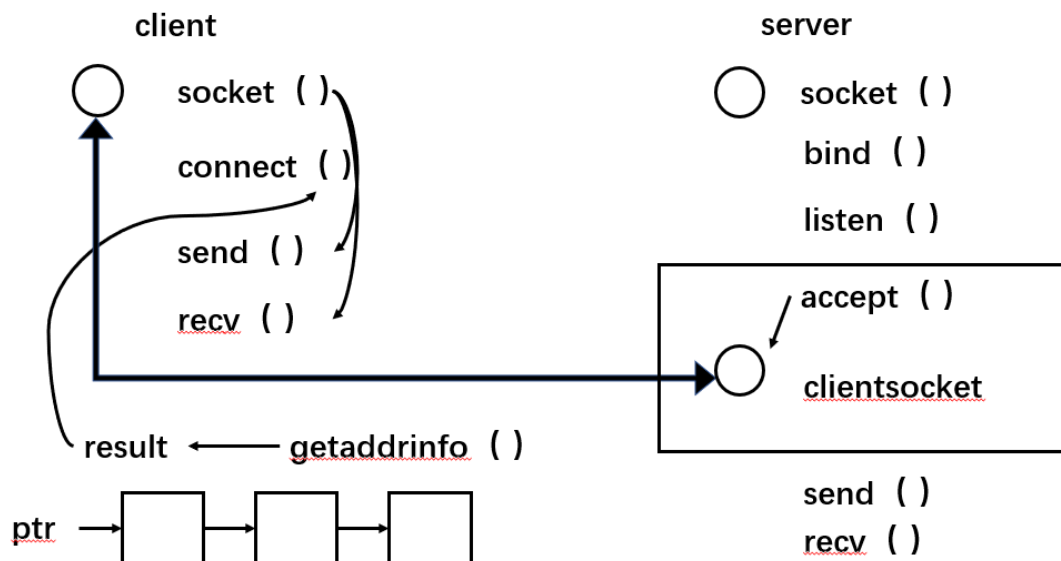 client
socket ( )
connect ( )
send ( )
recv ( )
result
getaddrinfo ( )
ptr
server
socket ( )
bind ( )
listen ( )
accept ( )
clientsocket
send ( )
recv ( )